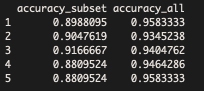 accuracy_subset accuracy_all
1 0.8988095 0.9583333
2 0.9047619 0.9345238
3 0.9166667 0.9404762
4 0.8809524 0.9464286
5 0.8809524 0.9583333